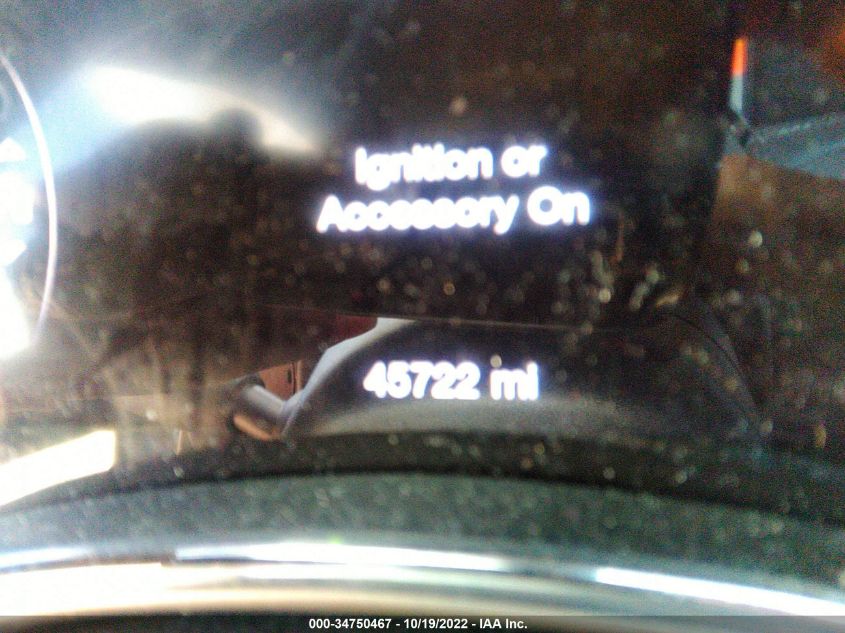 Ignition or
Accessory On
45722 mi
000-34750467 - 10/19/2022 - IAA Inc.